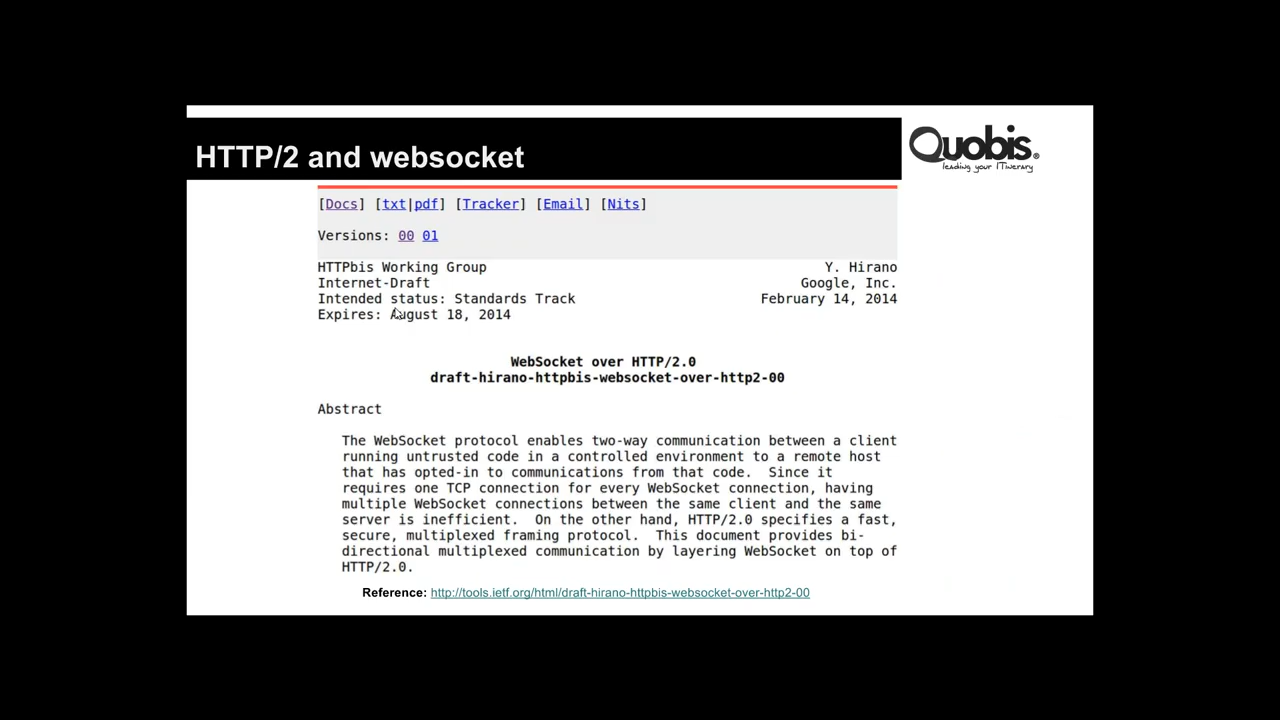 HTTP/2 and websocket
Quobis®
leading your ITinerary
[Docs] [txt|pdf] [Tracker] [Email] [Nits]
Versions: 00 01
HTTPbis Working Group Y. Hirano
Internet-Draft Google, Inc.
Intended status: Standards Track February 14, 2014
Expires: August 18, 2014
WebSocket over HTTP/2.0
draft-hirano-httpbis-websocket-over-http2-00
Abstract
The WebSocket protocol enables two-way communication between a client
running untrusted code in a controlled environment to a remote host
that has opted-in to communications from that code. Since it
requires one TCP connection for every WebSocket connection, having
multiple WebSocket connections between the same client and the same
server is inefficient. On the other hand, HTTP/2.0 specifies a fast,
secure, multiplexed framing protocol. This document provides bi-
directional multiplexed communication by layering WebSocket on top of
HTTP/2.0.
Reference: http://tools.ietf.org/html/draft-hirano-httpbis-websocket-over-http2-00